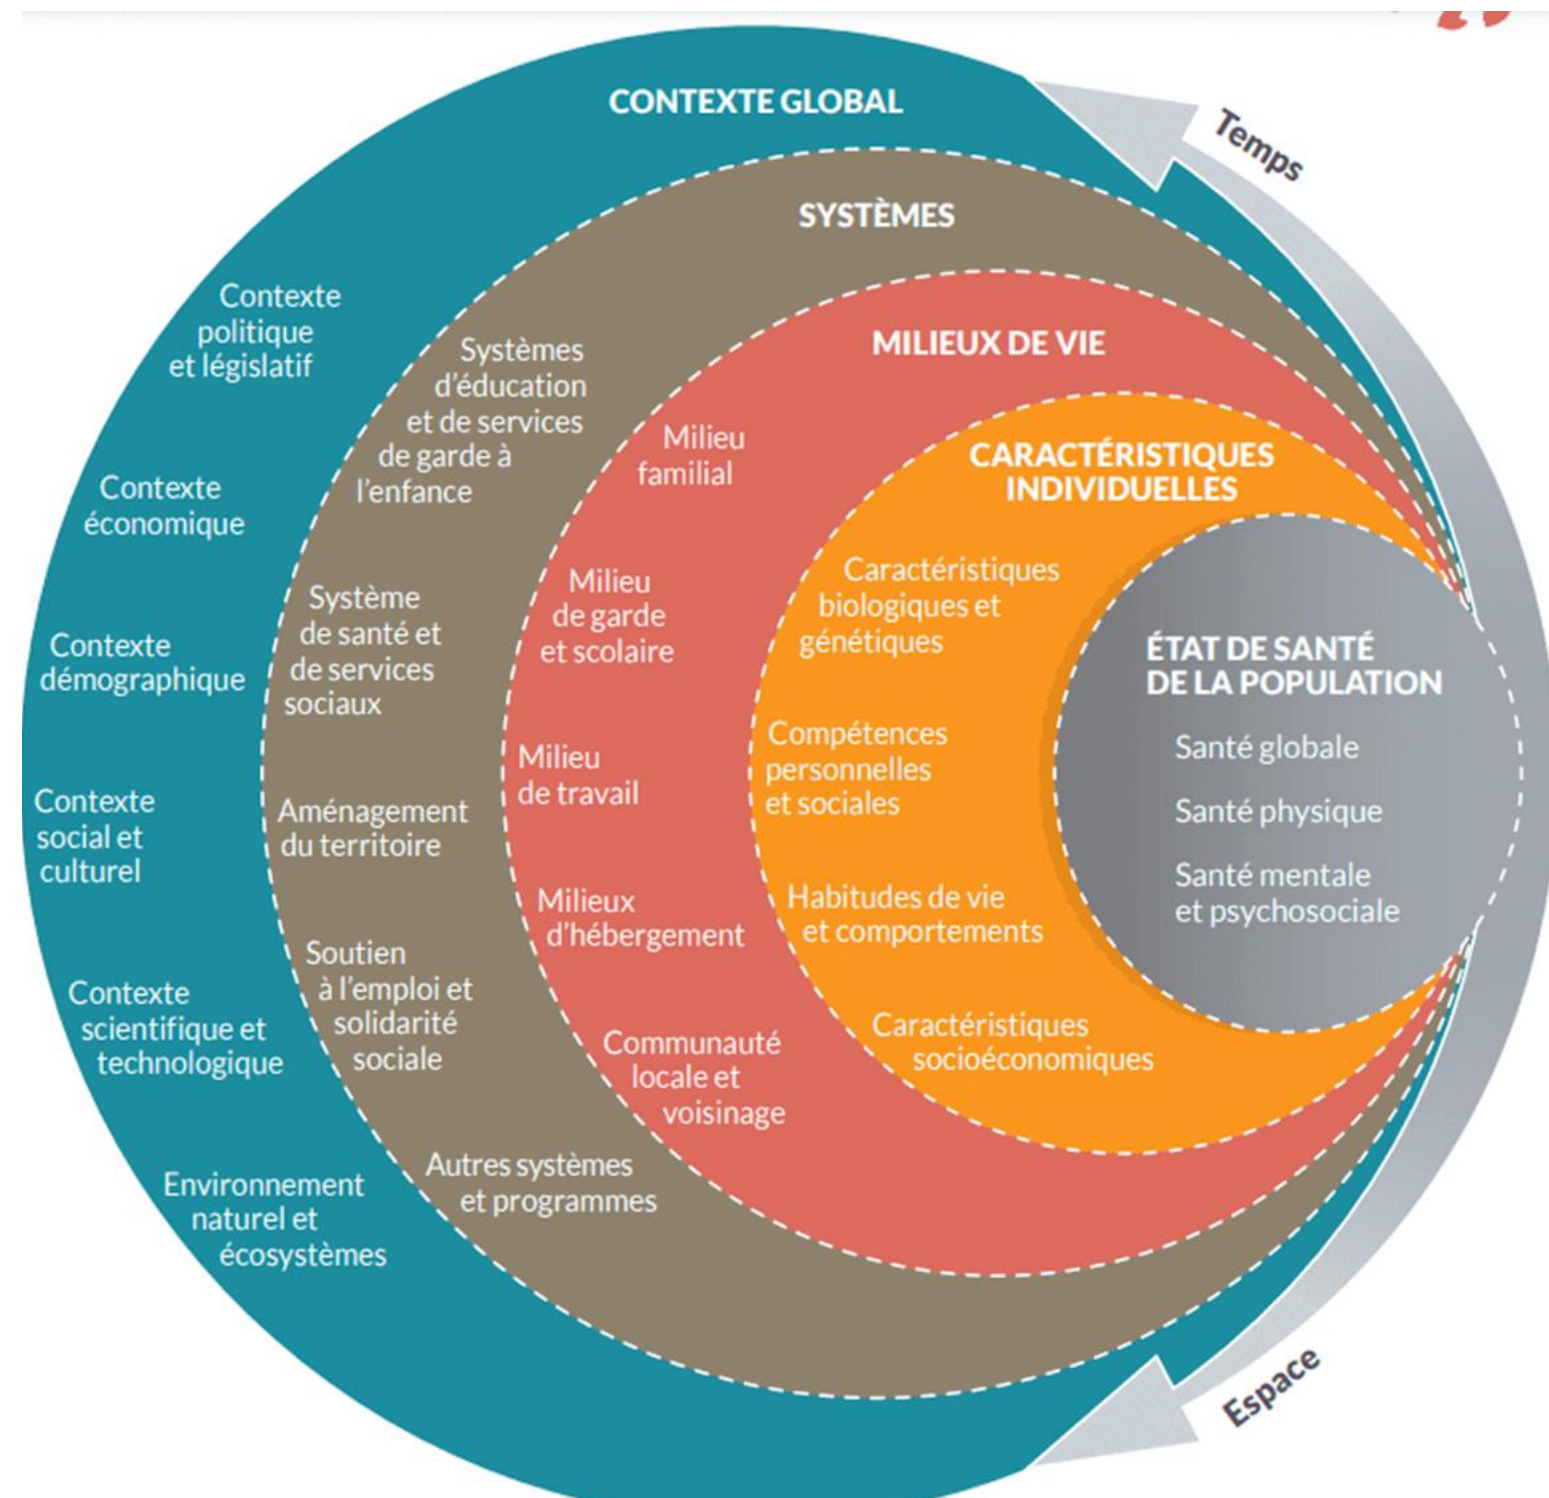 CONTEXTE GLOBAL
Temps
SYSTÈMES
Contexte
politique
et législatif
Contexte
économique
Contexte
démographique
Contexte
social et
culturel
Contexte
scientifique et
technologique
Environnement
naturel et
écosystèmes
Systèmes
d'éducation
et de services
de garde à
l'enfance
Système
de santé et
de services
sociaux
Aménagement
du territoire
Soutien
à l'emploi et
solidarité
sociale
Autres systèmes
et programmes
MILIEUX DE VIE
Milieu
familial
Milieu
de garde
et scolaire
Milieu
de travail
Milieux
d'hébergement
Communauté
locale et
voisinage
CARACTÉRISTIQUES
INDIVIDUELLES
Caractéristiques
biologiques et
génétiques
Compétences
personnelles
et sociales
Habitudes de vie
et comportements
Caractéristiques
socioéconomiques
ÉTAT DE SANTÉ
DE LA POPULATION
Santé globale
Santé physique
Santé mentale
et psychosociale
Espace